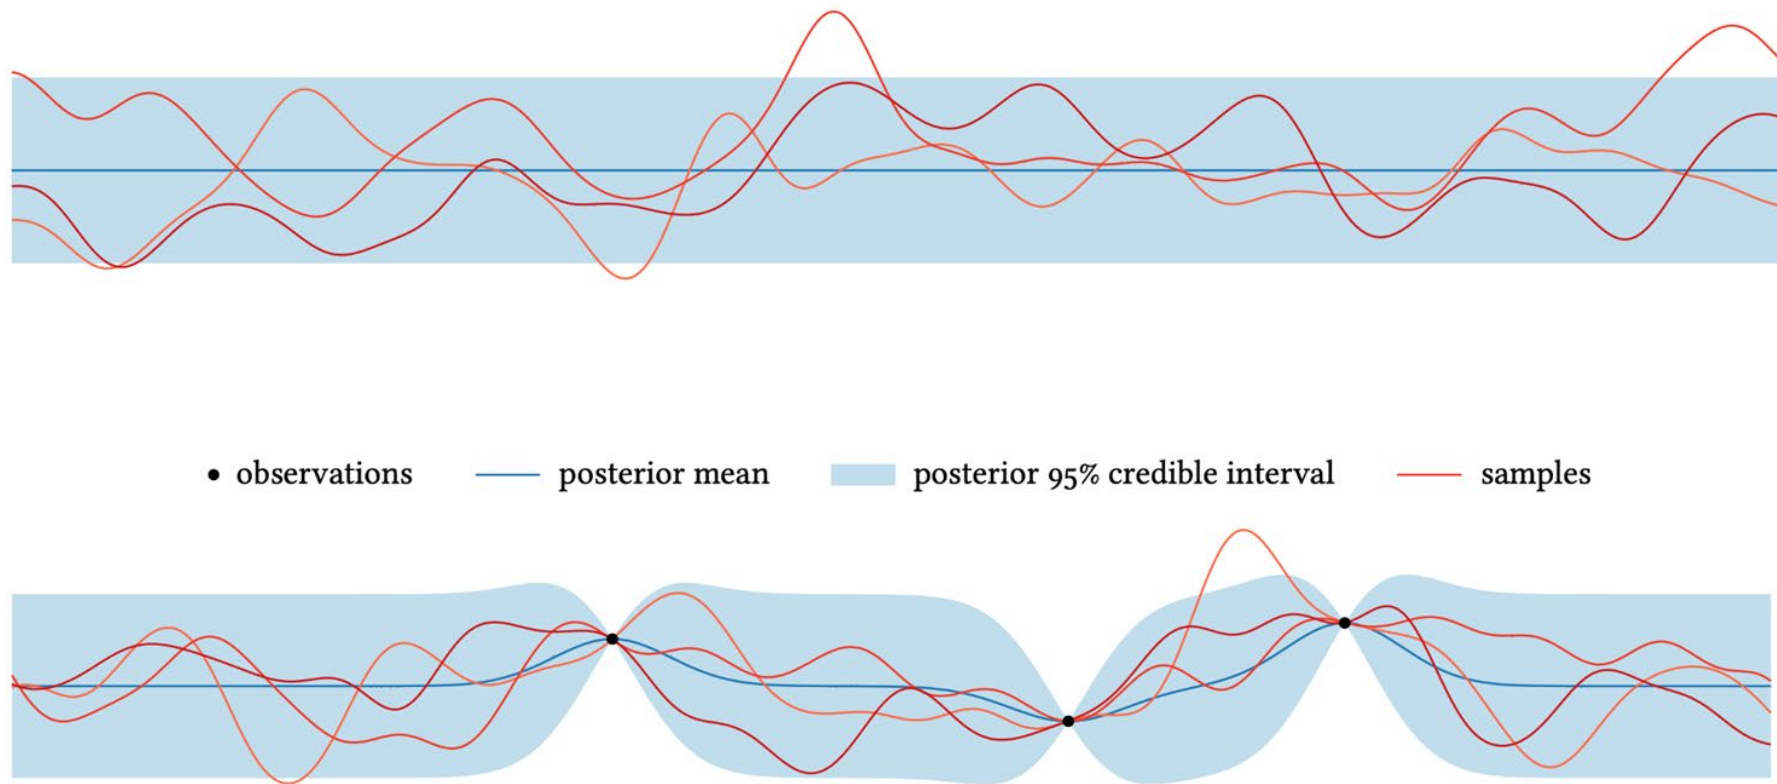 observations posterior mean posterior 95% credible interval samples